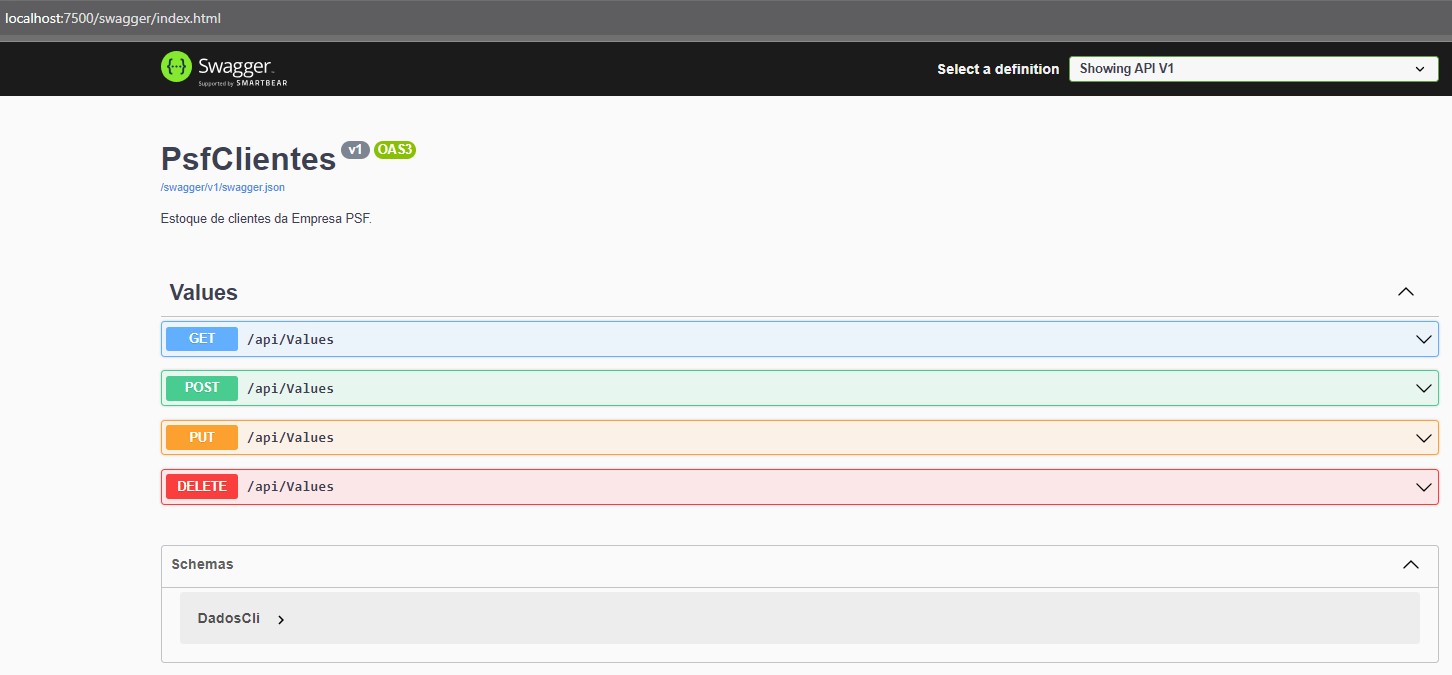 localhost:7500/swagger/index.html
{···} Swagger
Supported by SMARTBEAR
Select a definition
Showing API V1
PsfClientes v1 OAS3
/swagger/v1/swagger.json
Estoque de clientes da Empresa PSF.
Values
GET /api/Values
POST /api/Values
PUT /api/Values
DELETE /api/Values
Schemas
DadosCli